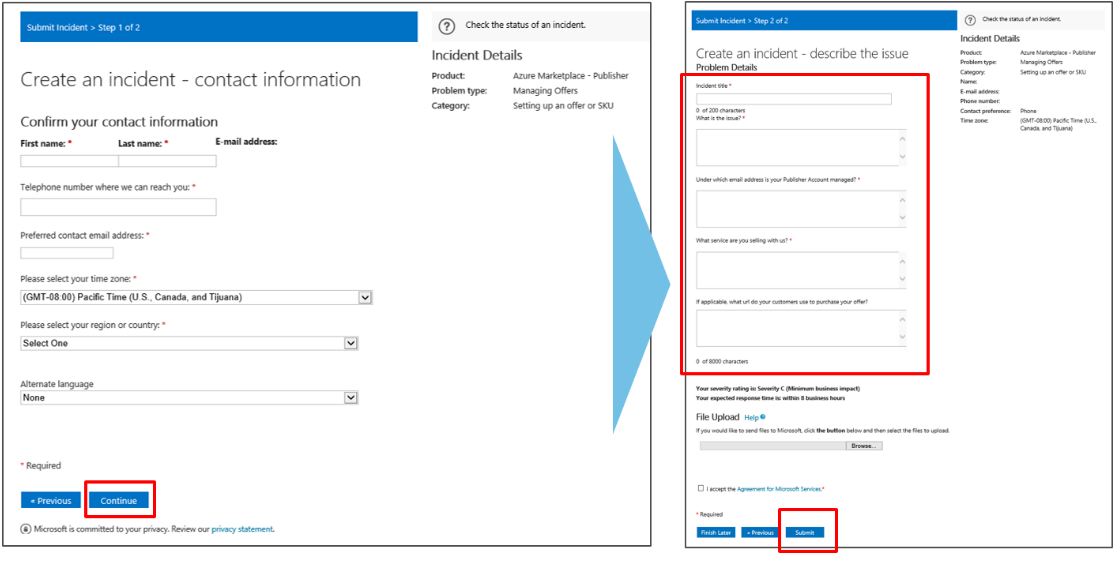 Submit Incident > Step 1 of 2
Check the status of an incident.
Incident Details
Product: Azure Marketplace - Publisher
Problem type: Managing Offers
Category: Setting up an offer or SKU
Create an incident - contact information
Confirm your contact information
First name: * Last name: * E-mail address:
Telephone number where we can reach you: *
Preferred contact email address: *
Please select your time zone: *
(GMT-08:00) Pacific Time (U.S., Canada, and Tijuana)
Please select your region or country: *
Select One
Alternate language
None
* Required
« Previous Continue
Microsoft is committed to your privacy. Review our privacy statement.
Submit Incident > Step 2 of 2
Check the status of an incident.
Incident Details
Product: Azure Marketplace - Publisher
Problem type: Managing Offers
Category: Setting up an offer or SKU
Name:
E-mail address:
Phone number:
Contact preference: Phone
Time zone: (GMT-08:00) Pacific Time (U.S.,
Canada, and Tijuana)
Create an incident - describe the issue
Problem Details
Incident title *
0 of 200 characters
What is the issue? *
Under which email address is your Publisher Account managed? *
What service are you selling with us? *
If applicable, what url do your customers use to purchase your offer?
0 of 8000 characters
Your severity rating is: Severity C (Minimum business impact)
Your expected response time is: within 8 business hours
File Upload Help
If you would like to send files to Microsoft, click the button below and then select the files to upload.
Browse...
I accept the Agreement for Microsoft Services.*
* Required
Finish Later « Previous Submit